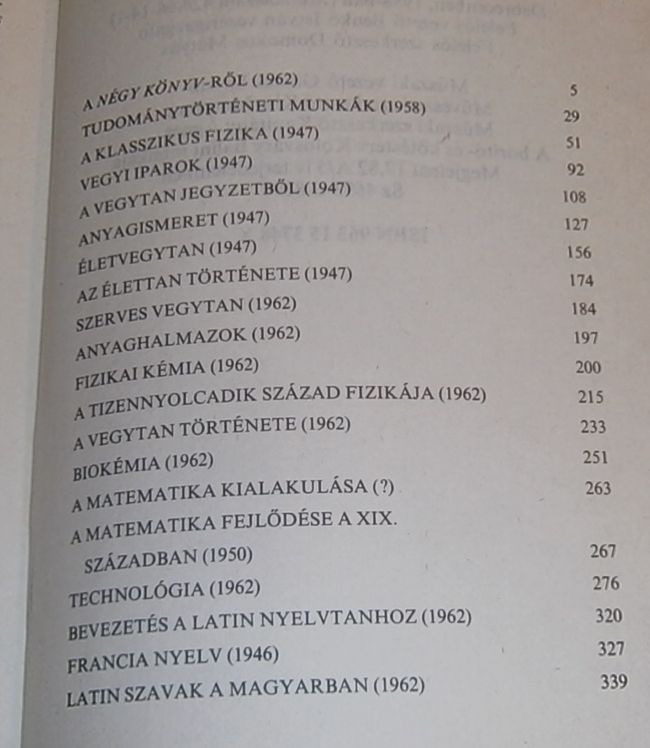 A NÉGY KÖNYV-RŐL (1962) 5
TUDOMÁNYTÖRTÉNETI MUNKÁK (1958) 29
A KLASSZIKUS FIZIKA (1947) 51
VEGYI IPAROK (1947) 92
A VEGYTAN JEGYZETBŐL (1947) 108
ANYAGISMERET (1947) 127
ÉLETVEGYTAN (1947) 156
AZ ÉLETTAN TÖRTÉNETE (1947) 174
SZERVES VEGYTAN (1962) 184
ANYAGHALMAZOK (1962) 197
FIZIKAI KÉMIA (1962) 200
A TIZENNYOLCADIK SZÁZAD FIZIKÁJA (1962) 215
A VEGYTAN TÖRTÉNETE (1962) 233
BIOKÉMIA (1962) 251
A MATEMATIKA KIALAKULÁSA (?) 263
A MATEMATIKA FEJLŐDÉSE A XIX.
SZÁZADBAN (1950) 267
TECHNOLÓGIA (1962) 276
BEVEZETÉS A LATIN NYELVTANHOZ (1962) 320
FRANCIA NYELV (1946) 327
LATIN SZAVAK A MAGYARBAN (1962) 339